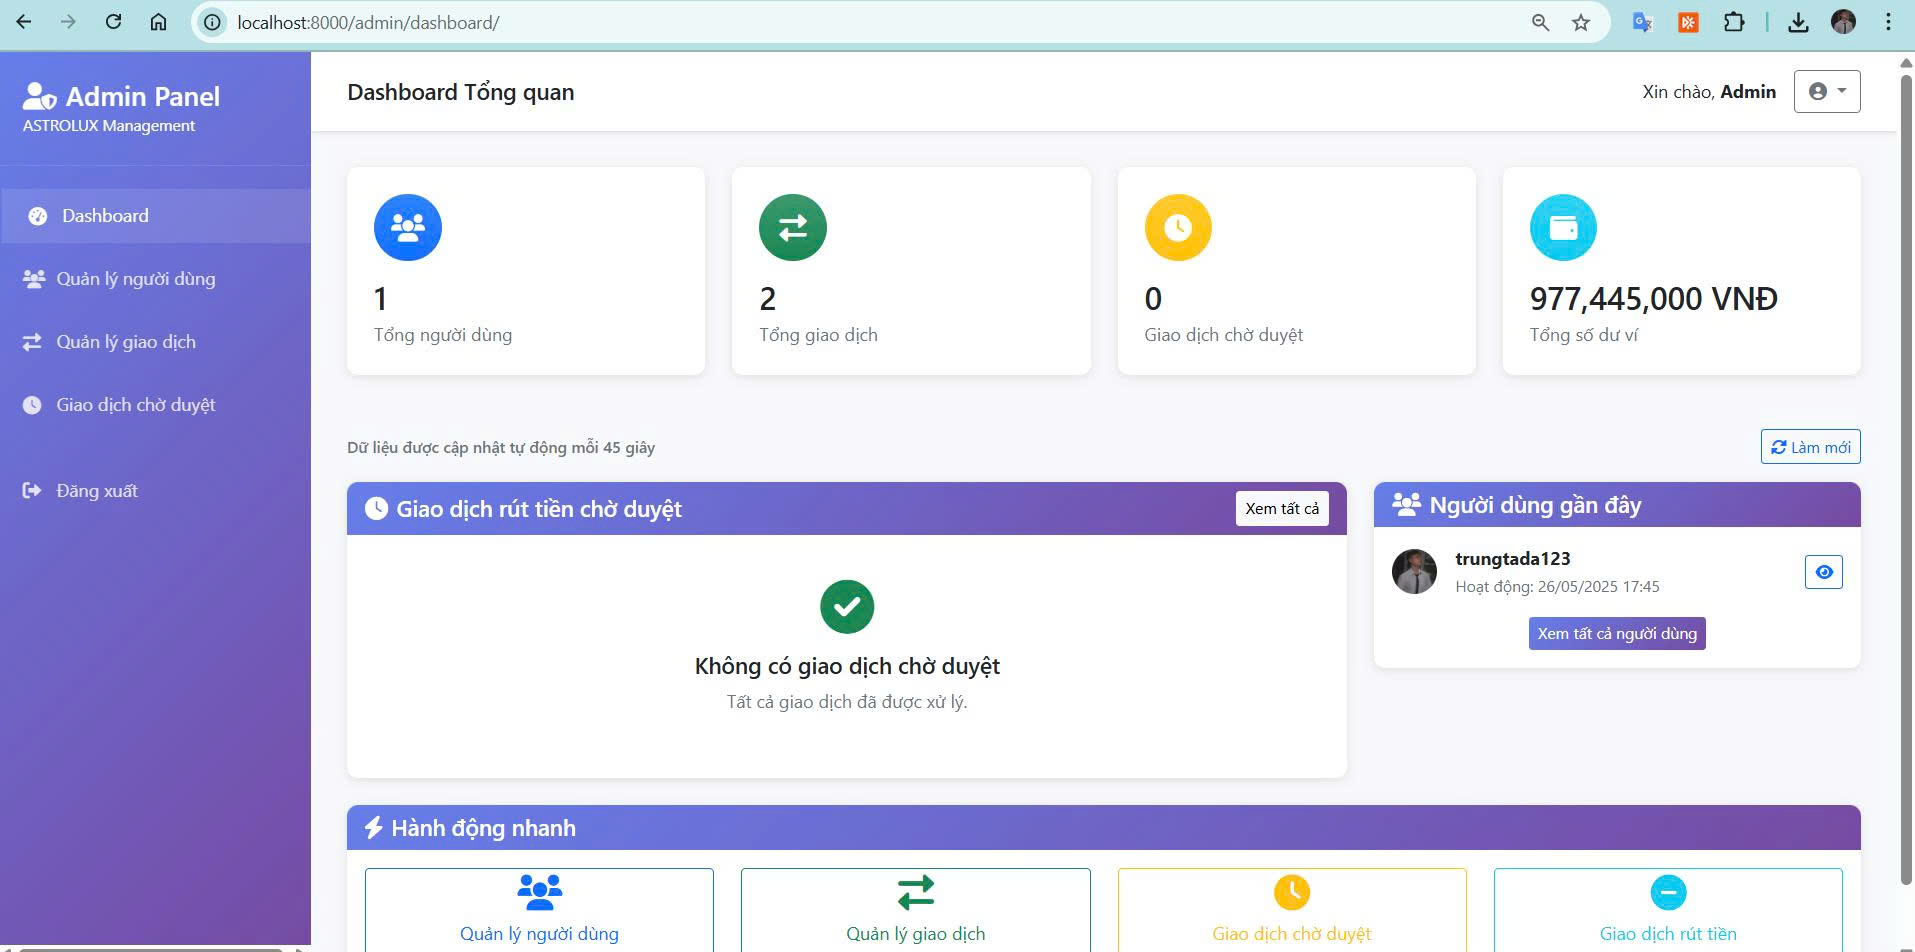 localhost:8000/admin/dashboard/
Admin Panel
ASTROLUX Management
Dashboard
Quản lý người dùng
Quản lý giao dịch
Giao dịch chờ duyệt
Đăng xuất
Dashboard Tổng quan
Xin chào, Admin
1
Tổng người dùng
2
Tổng giao dịch
0
Giao dịch chờ duyệt
977,445,000 VNĐ
Tổng số dư ví
Dữ liệu được cập nhật tự động mỗi 45 giây
Làm mới
Giao dịch rút tiền chờ duyệt
Xem tất cả
Không có giao dịch chờ duyệt
Tất cả giao dịch đã được xử lý.
Người dùng gần đây
trungtada123
Hoạt động: 26/05/2025 17:45
Xem tất cả người dùng
Hành động nhanh
Quản lý người dùng
Quản lý giao dịch
Giao dịch chờ duyệt
Giao dịch rút tiền